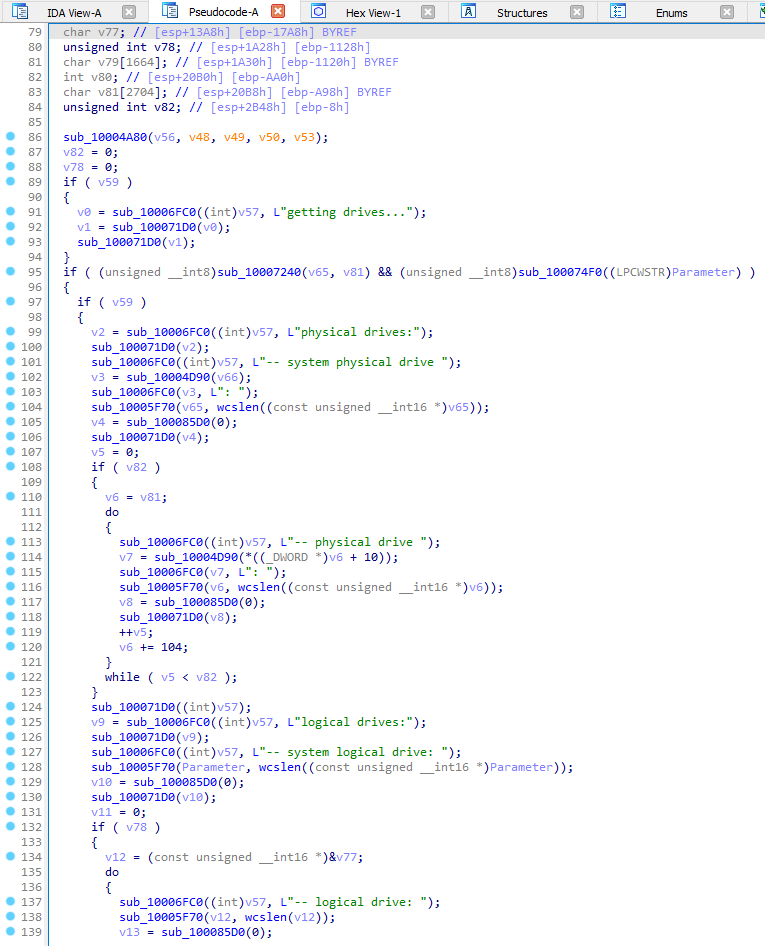 IDA View-A Pseudocode-A Hex View-1 Structures Enums
79 char v77; // [esp+13A8h] [ebp-17A8h] BYREF
80 unsigned int v78; // [esp+1A28h] [ebp-1128h]
81 char v79[1664]; // [esp+1A30h] [ebp-1120h] BYREF
82 int v80; // [esp+20B0h] [ebp-AA0h]
83 char v81[2704]; // [esp+20B8h] [ebp-A98h] BYREF
84 unsigned int v82; // [esp+2B48h] [ebp-8h]
85
86 sub_10004A80(v56, v48, v49, v50, v53);
87 v82 = 0;
88 v78 = 0;
89 if ( v59 )
90 {
91 v0 = sub_10006FC0((int)v57, L"getting drives...");
92 v1 = sub_100071D0(v0);
93 sub_100071D0(v1);
94 }
95 if ( (unsigned __int8)sub_10007240(v65, v81) && (unsigned __int8)sub_100074F0((LPCWSTR)Parameter) )
96 {
97 if ( v59 )
98 {
99 v2 = sub_10006FC0((int)v57, L"physical drives:");
100 sub_100071D0(v2);
101 sub_10006FC0((int)v57, L"-- system physical drive ");
102 v3 = sub_10004D90(v66);
103 sub_10006FC0(v3, L": ");
104 sub_10005F70(v65, wcslen((const unsigned __int16 *)v65));
105 v4 = sub_100085D0(0);
106 sub_100071D0(v4);
107 v5 = 0;
108 if ( v82 )
109 {
110 v6 = v81;
111 do
112 {
113 sub_10006FC0((int)v57, L"-- physical drive ");
114 v7 = sub_10004D90(*((_DWORD *)v6 + 10));
115 sub_10006FC0(v7, L": ");
116 sub_10005F70(v6, wcslen((const unsigned __int16 *)v6));
117 v8 = sub_100085D0(0);
118 sub_100071D0(v8);
119 ++v5;
120 v6 += 104;
121 }
122 while ( v5 < v82 );
123 }
124 sub_100071D0((int)v57);
125 v9 = sub_10006FC0((int)v57, L"logical drives:");
126 sub_100071D0(v9);
127 sub_10006FC0((int)v57, L"-- system logical drive: ");
128 sub_10005F70(Parameter, wcslen((const unsigned __int16 *)Parameter));
129 v10 = sub_100085D0(0);
130 sub_100071D0(v10);
131 v11 = 0;
132 if ( v78 )
133 {
134 v12 = (const unsigned __int16 *)&v77;
135 do
136 {
137 sub_10006FC0((int)v57, L"-- logical drive: ");
138 sub_10005F70(v12, wcslen(v12));
139 v13 = sub_100085D0(0);